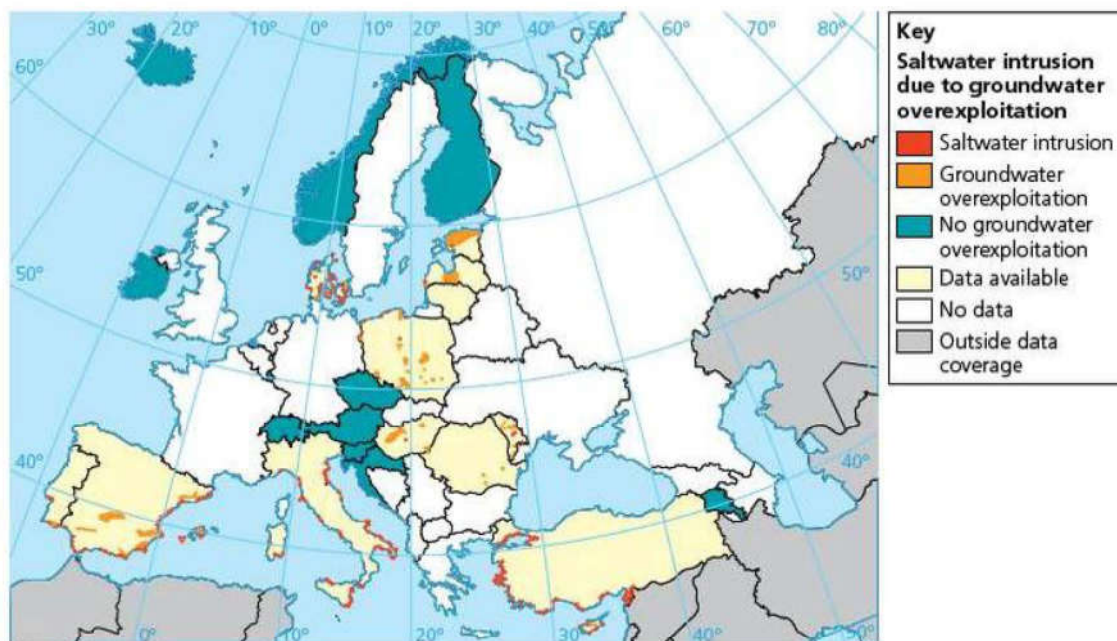 30° 20° 10° 0° 10° 20° 30° 40° 50° 60° 70° 80°
60°
50°
40°
50°
40°
0° 10° 20° 30° 40° 50°
Key
Saltwater intrusion
due to groundwater
overexploitation
Saltwater intrusion
Groundwater
overexploitation
No groundwater
overexploitation
Data available
No data
Outside data
coverage